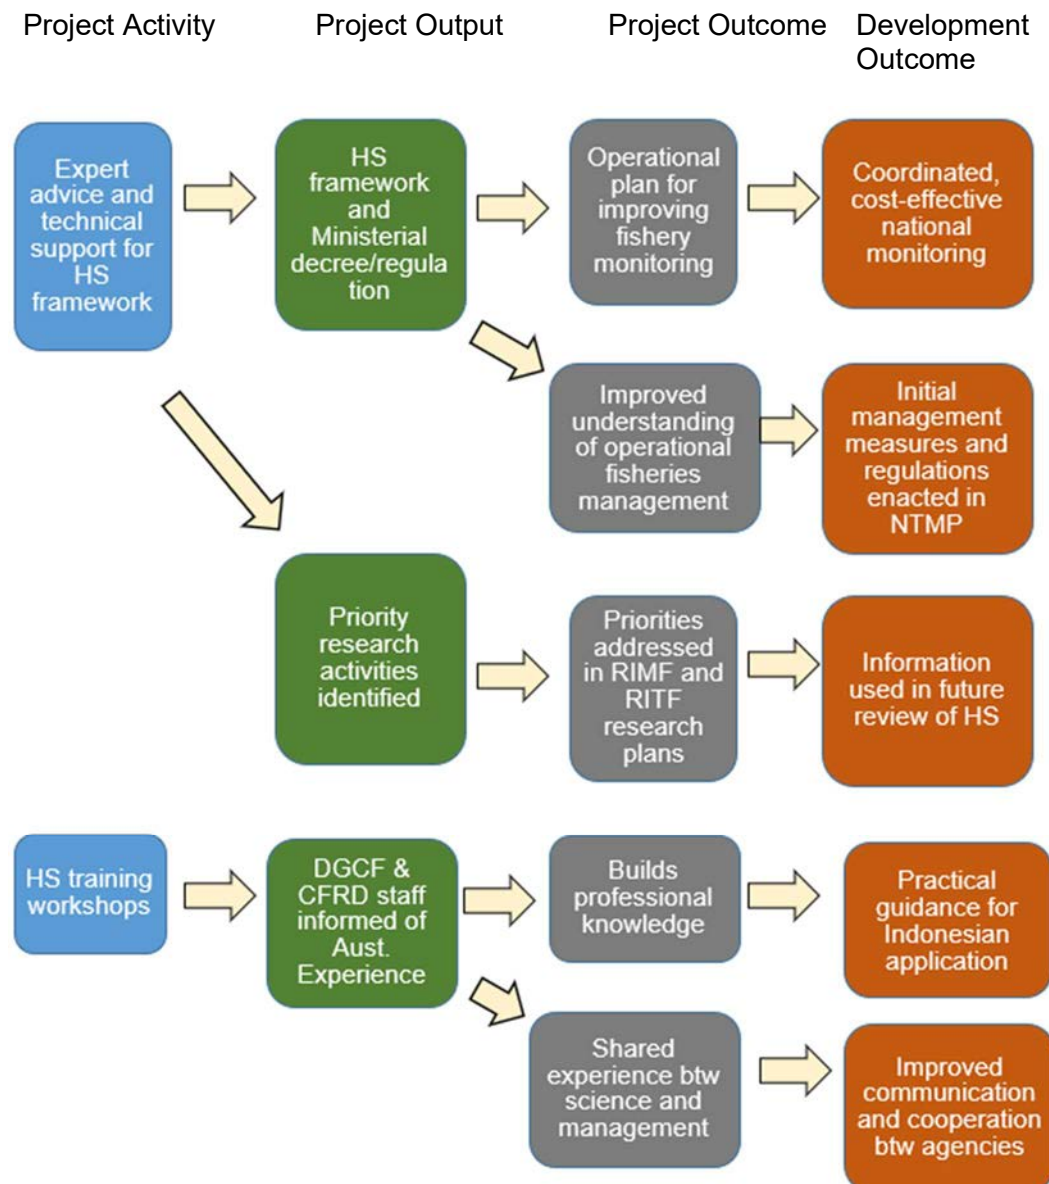 Project Activity
Project Output
Project Outcome
Development
Outcome
Expert
advice and
technical
support for
HS
framework
HS
framework
and
Ministerial
decree/regula
tion
Operational
plan for
improving
fishery
monitoring
Coordinated,
cost-effective
national
monitoring
Improved
understanding
of operational
fisheries
management
Initial
management
measures and
regulations
enacted in
NTMP
Priority
research
activities
identified
Priorities
addressed
in RIMF and
RITF
research
plans
Information
used in future
review of HS
HS training
workshops
DGCF &
CFRD staff
informed of
Aust.
Experience
Builds
professional
knowledge
Practical
guidance for
Indonesian
application
Shared
experience btw
science and
management
Improved
communication
and cooperation
btw agencies